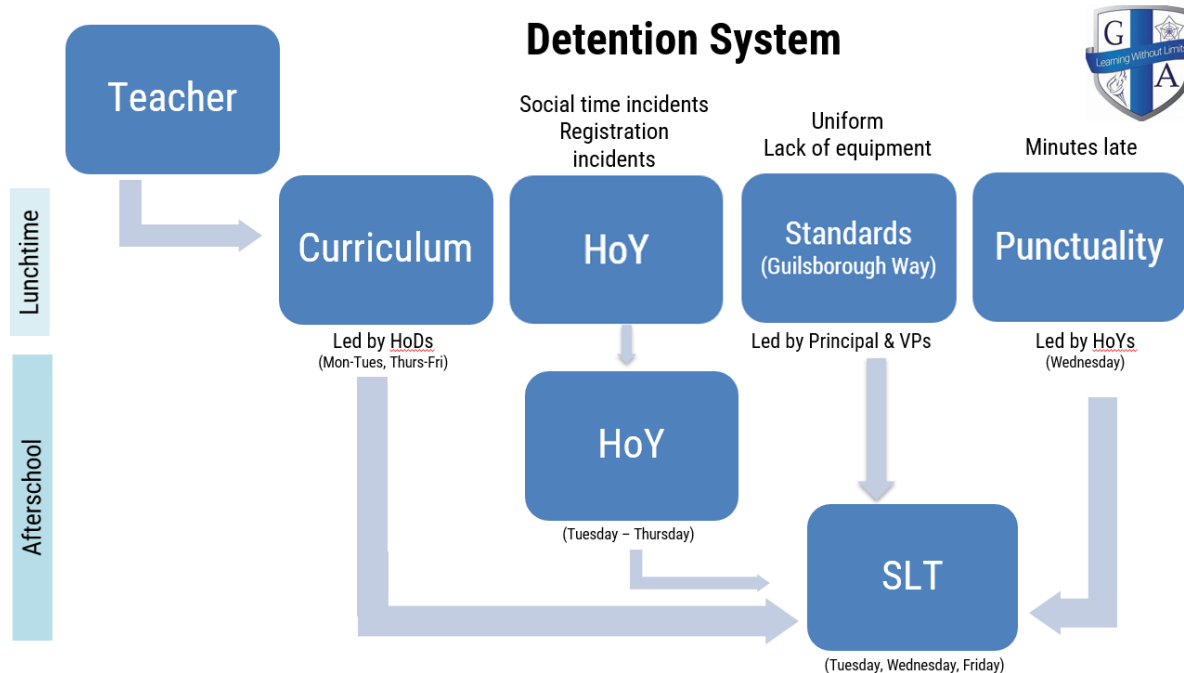 Detention System
G
A
Learning Without Limits
Teacher
Social time incidents
Registration
incidents
Uniform
Lack of equipment
Minutes late
Lunchtime
Curriculum
HoY
Standards
(Guilsborough Way)
Punctuality
Led by HoDs
(Mon-Tues, Thurs-Fri)
Led by Principal & VPs
Led by HoYs
(Wednesday)
Afterschool
HoY
(Tuesday – Thursday)
SLT
(Tuesday, Wednesday, Friday)